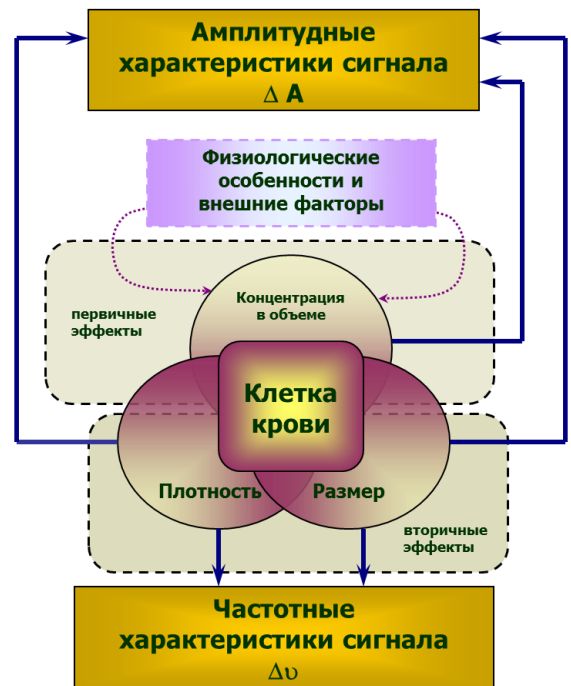 Амплитудные
характеристики сигнала
Δ А
Физиологические
особенности и
внешние факторы
Концентрация
в объеме
первичные
эффекты
Клетка
крови
Плотность
Размер
вторичные
эффекты
Частотные
характеристики сигнала
Δυ